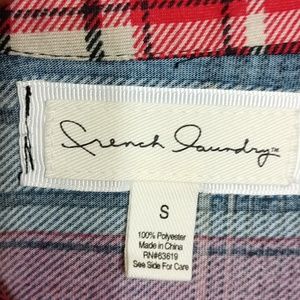 French Laundry™
S
100% Polyester
Made in China
RN#63619
See Side For Care